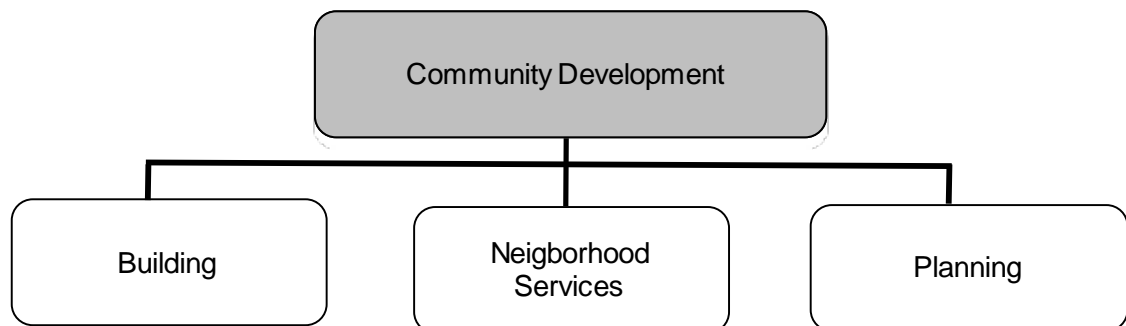 Community Development
Building
Neigborhood
Services
Planning